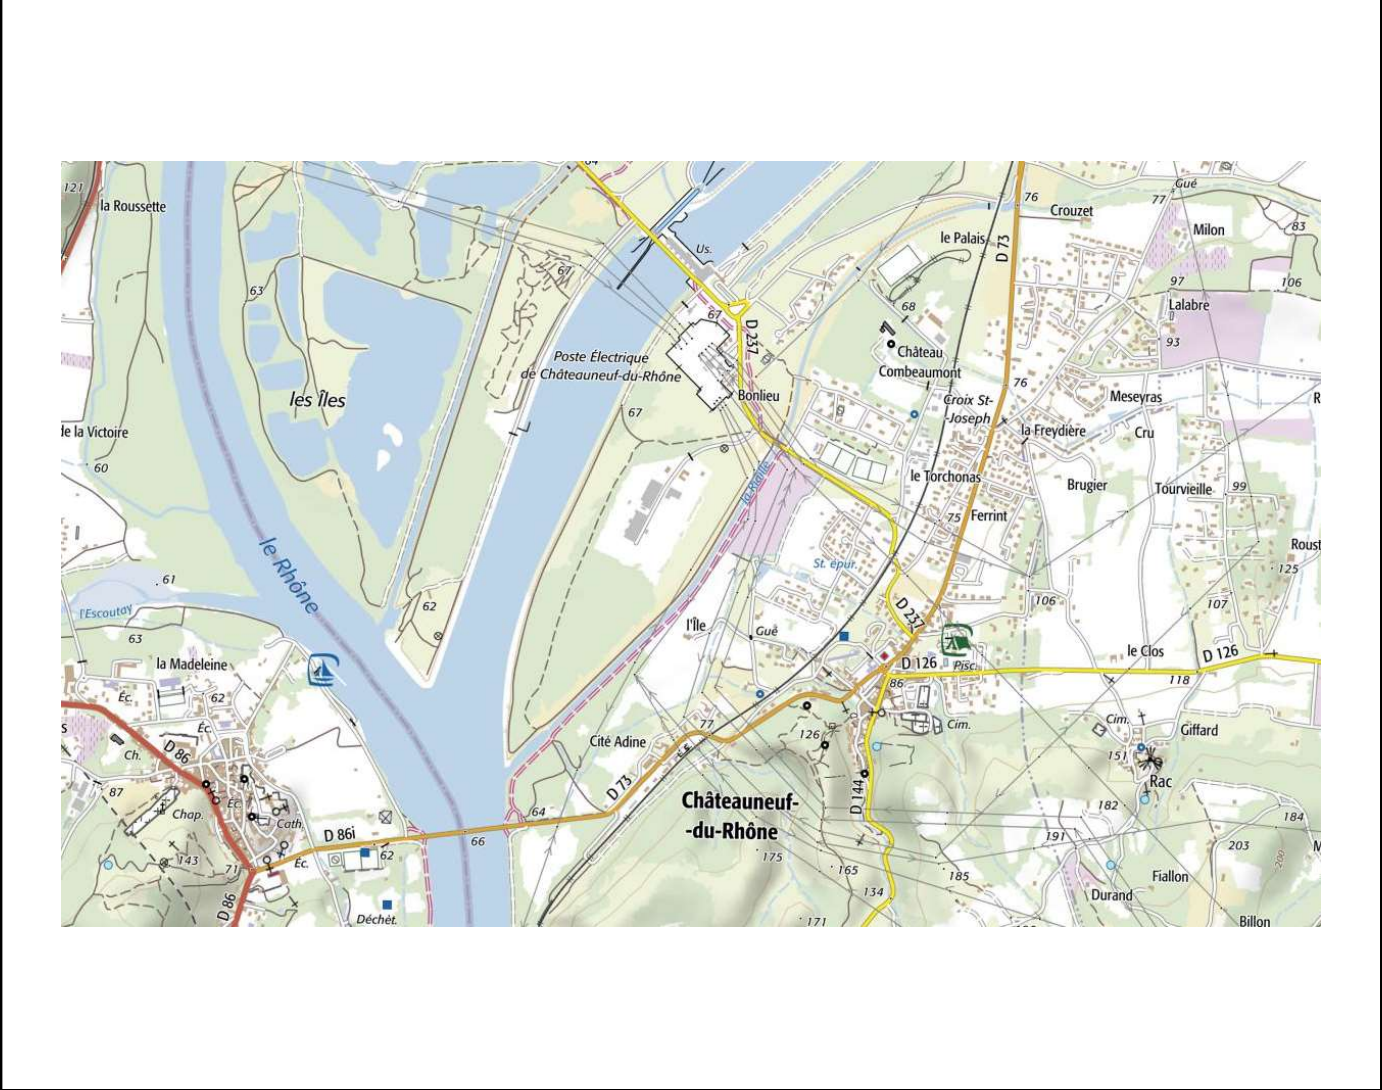 64
121
la Roussette
Us.
76
Crouzet
77
Gué
Milon
83
le Palais
D 73
67
63
97
106
Lalabre
68
67
D 237
93
Poste Électrique
de Châteauneuf-du-Rhône
Château
Combeaumont
76
les Îles
Bonlieu
Croix St-
-Joseph
Meseyras
R
67
de la Victoire
la Freydière
Cru
60
le Torchonas
Brugier
Tourvieille
99
la Riaille
75
Ferrint
le Rhône
Roust
St. épur.
125
61
l'Escoutay
62
106
107
63
l'Île
Gué
D 237
la Madeleine
D 126
Pisc.
le Clos
D 126
Éc.
62
86
118
s
Éc.
77
126
Cim.
Cim.
Giffard
D 86
Ch.
Cité Adine
151
Rac
87
Éc.
D 73
D 144
Châteauneuf-
-du-Rhône
182
Chap.
Cath.
64
184
D 86i
66
191
143
62
203
M
71
Éc.
175
165
200
185
Fiallon
134
Durand
D 86
Déchèt.
171
Billon